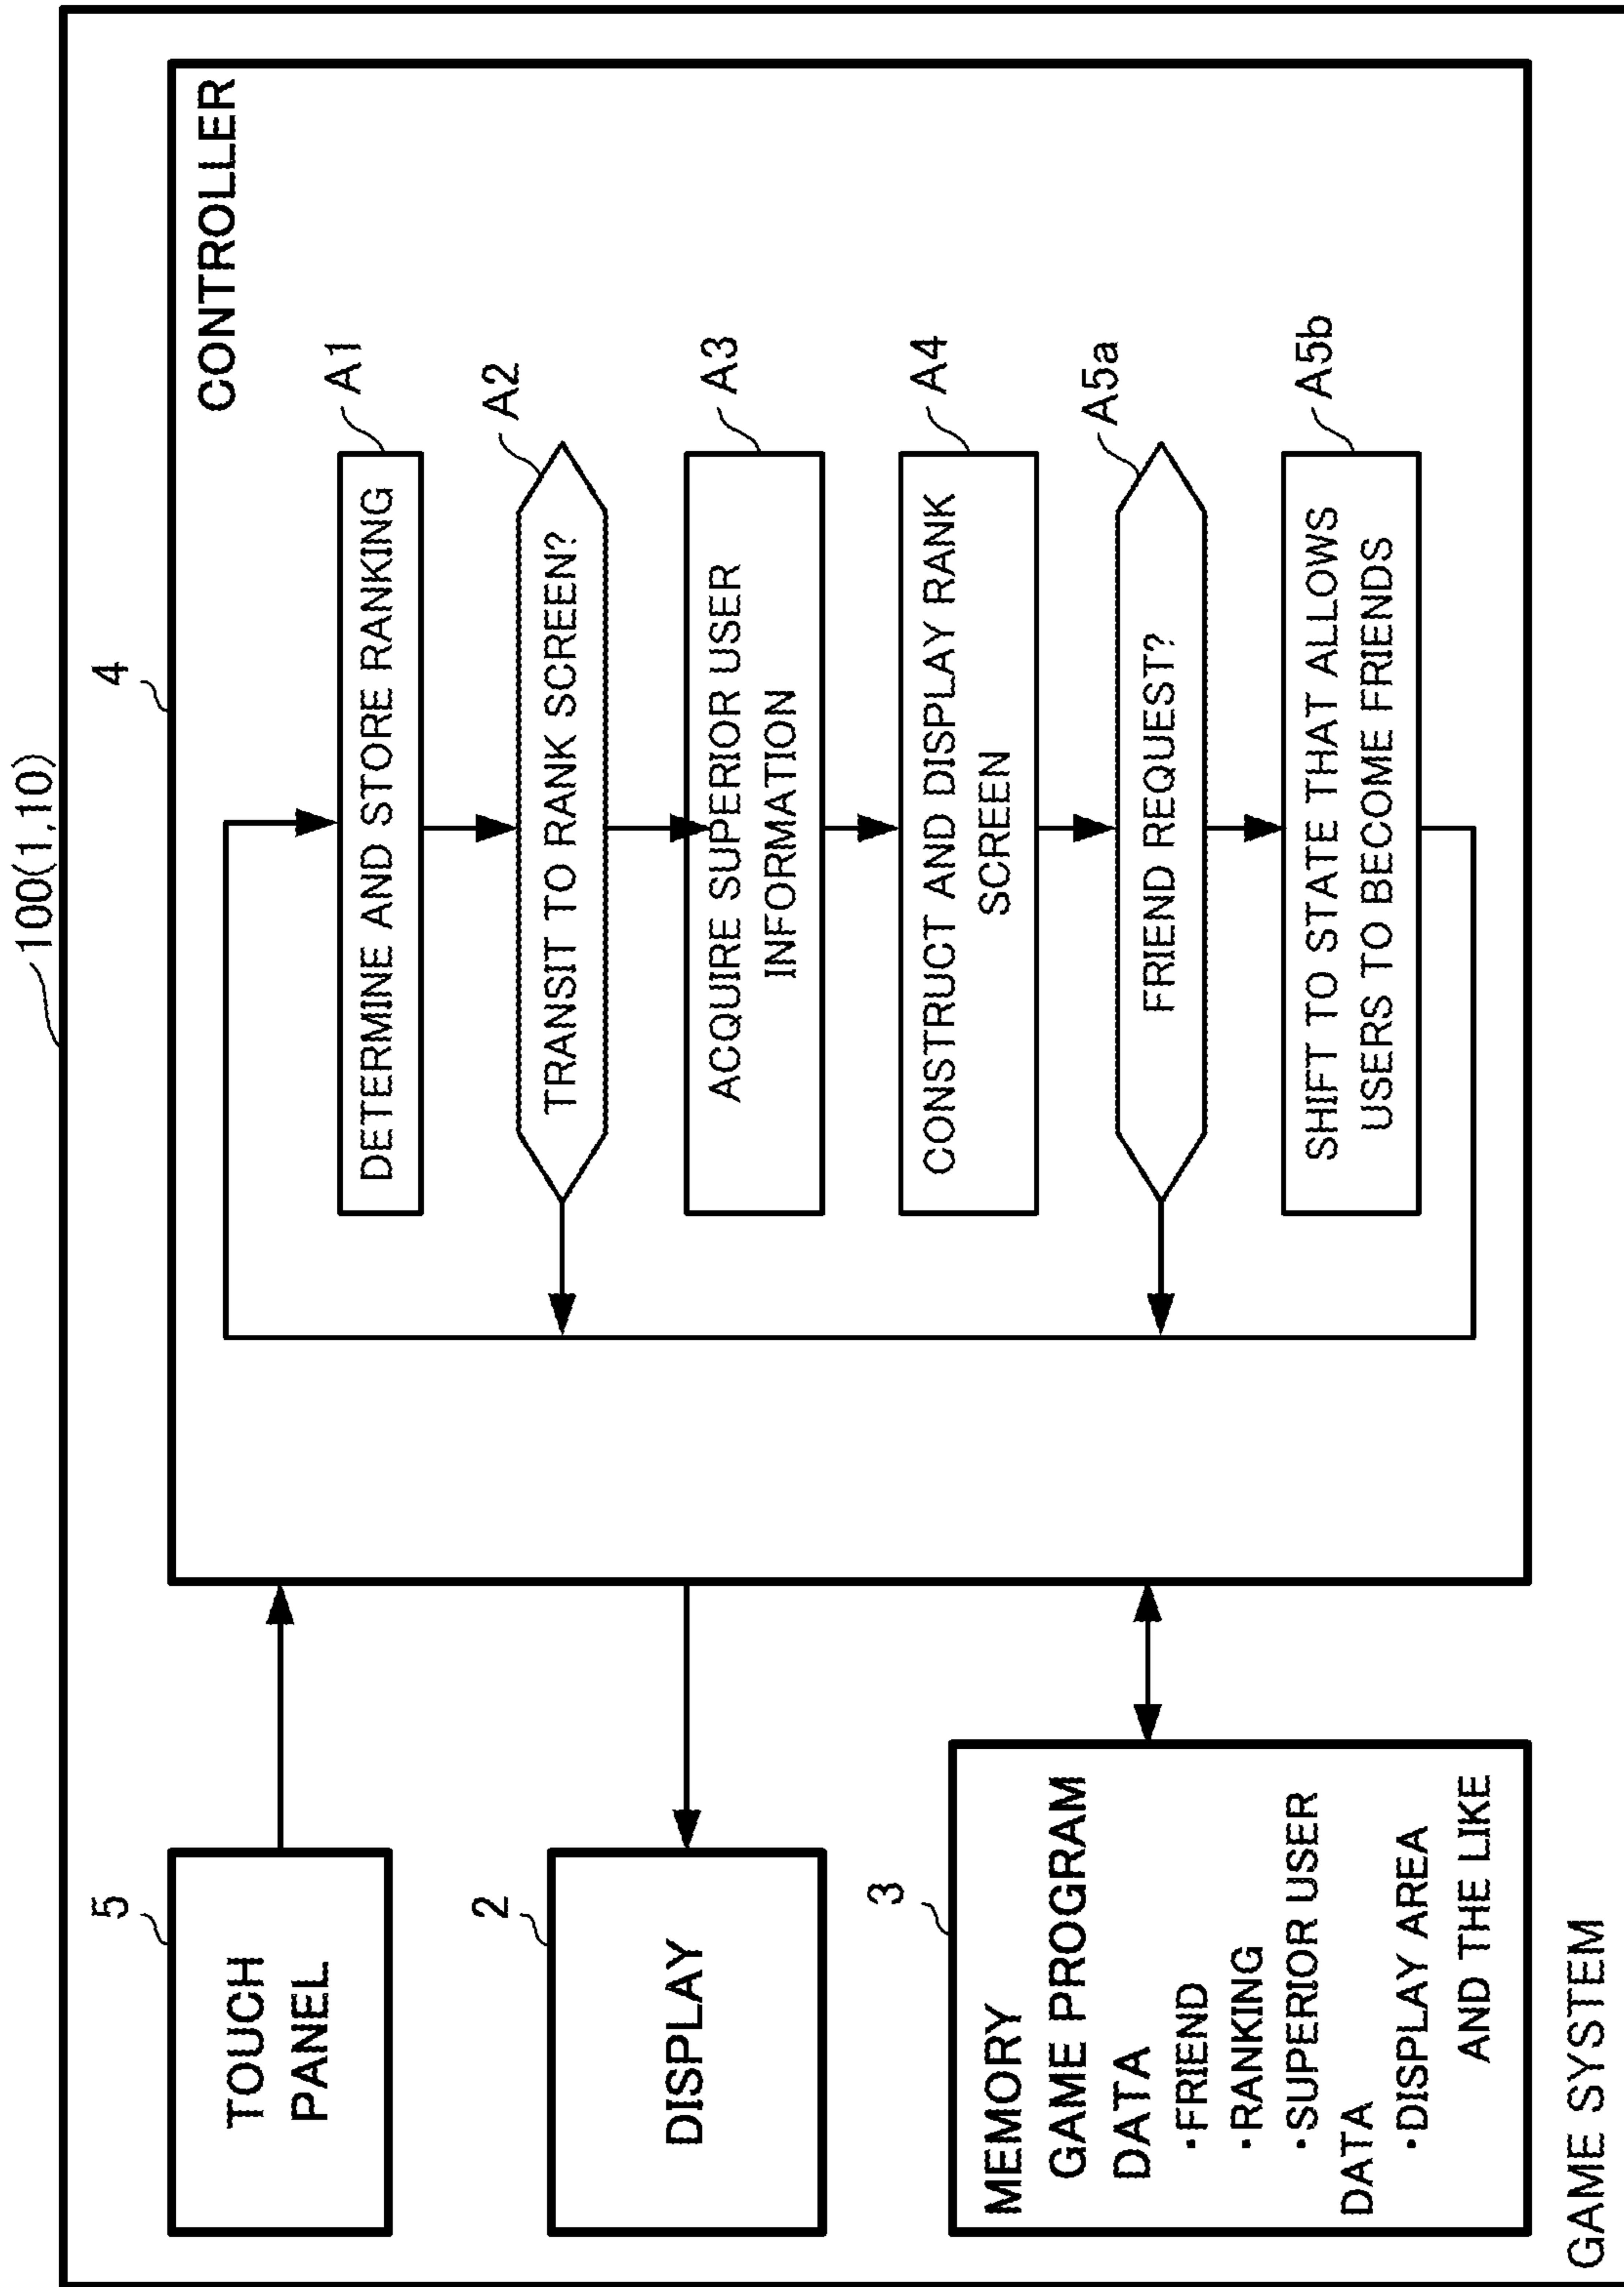 100(1,10)
5
TOUCH
PANEL
2
DISPLAY
3
MEMORY
GAME PROGRAM
DATA
・FRIEND
・RANKING
・SUPERIOR USER
DATA
・DISPLAY AREA
AND THE LIKE
GAME SYSTEM
4
CONTROLLER
A1
DETERMINE AND STORE RANKING
A2
TRANSIT TO RANK SCREEN?
A3
ACQUIRE SUPERIOR USER
INFORMATION
A4
CONSTRUCT AND DISPLAY RANK
SCREEN
A5a
FRIEND REQUEST?
A5b
SHIFT TO STATE THAT ALLOWS
USERS TO BECOME FRIENDS